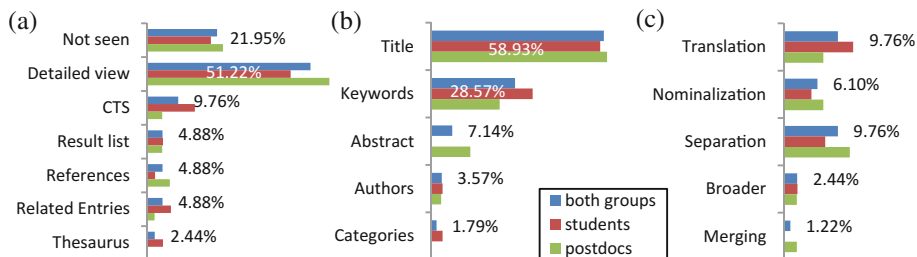 (a)
Not seen 21.95%
Detailed view 51.22%
CTS 9.76%
Result list 4.88%
References 4.88%
Related Entries 4.88%
Thesaurus 2.44%
(b)
Title 58.93%
Keywords 28.57%
Abstract 7.14%
Authors 3.57%
Categories 1.79%
both groups
students
postdocs
(c)
Translation 9.76%
Nominalization 6.10%
Separation 9.76%
Broader 2.44%
Merging 1.22%